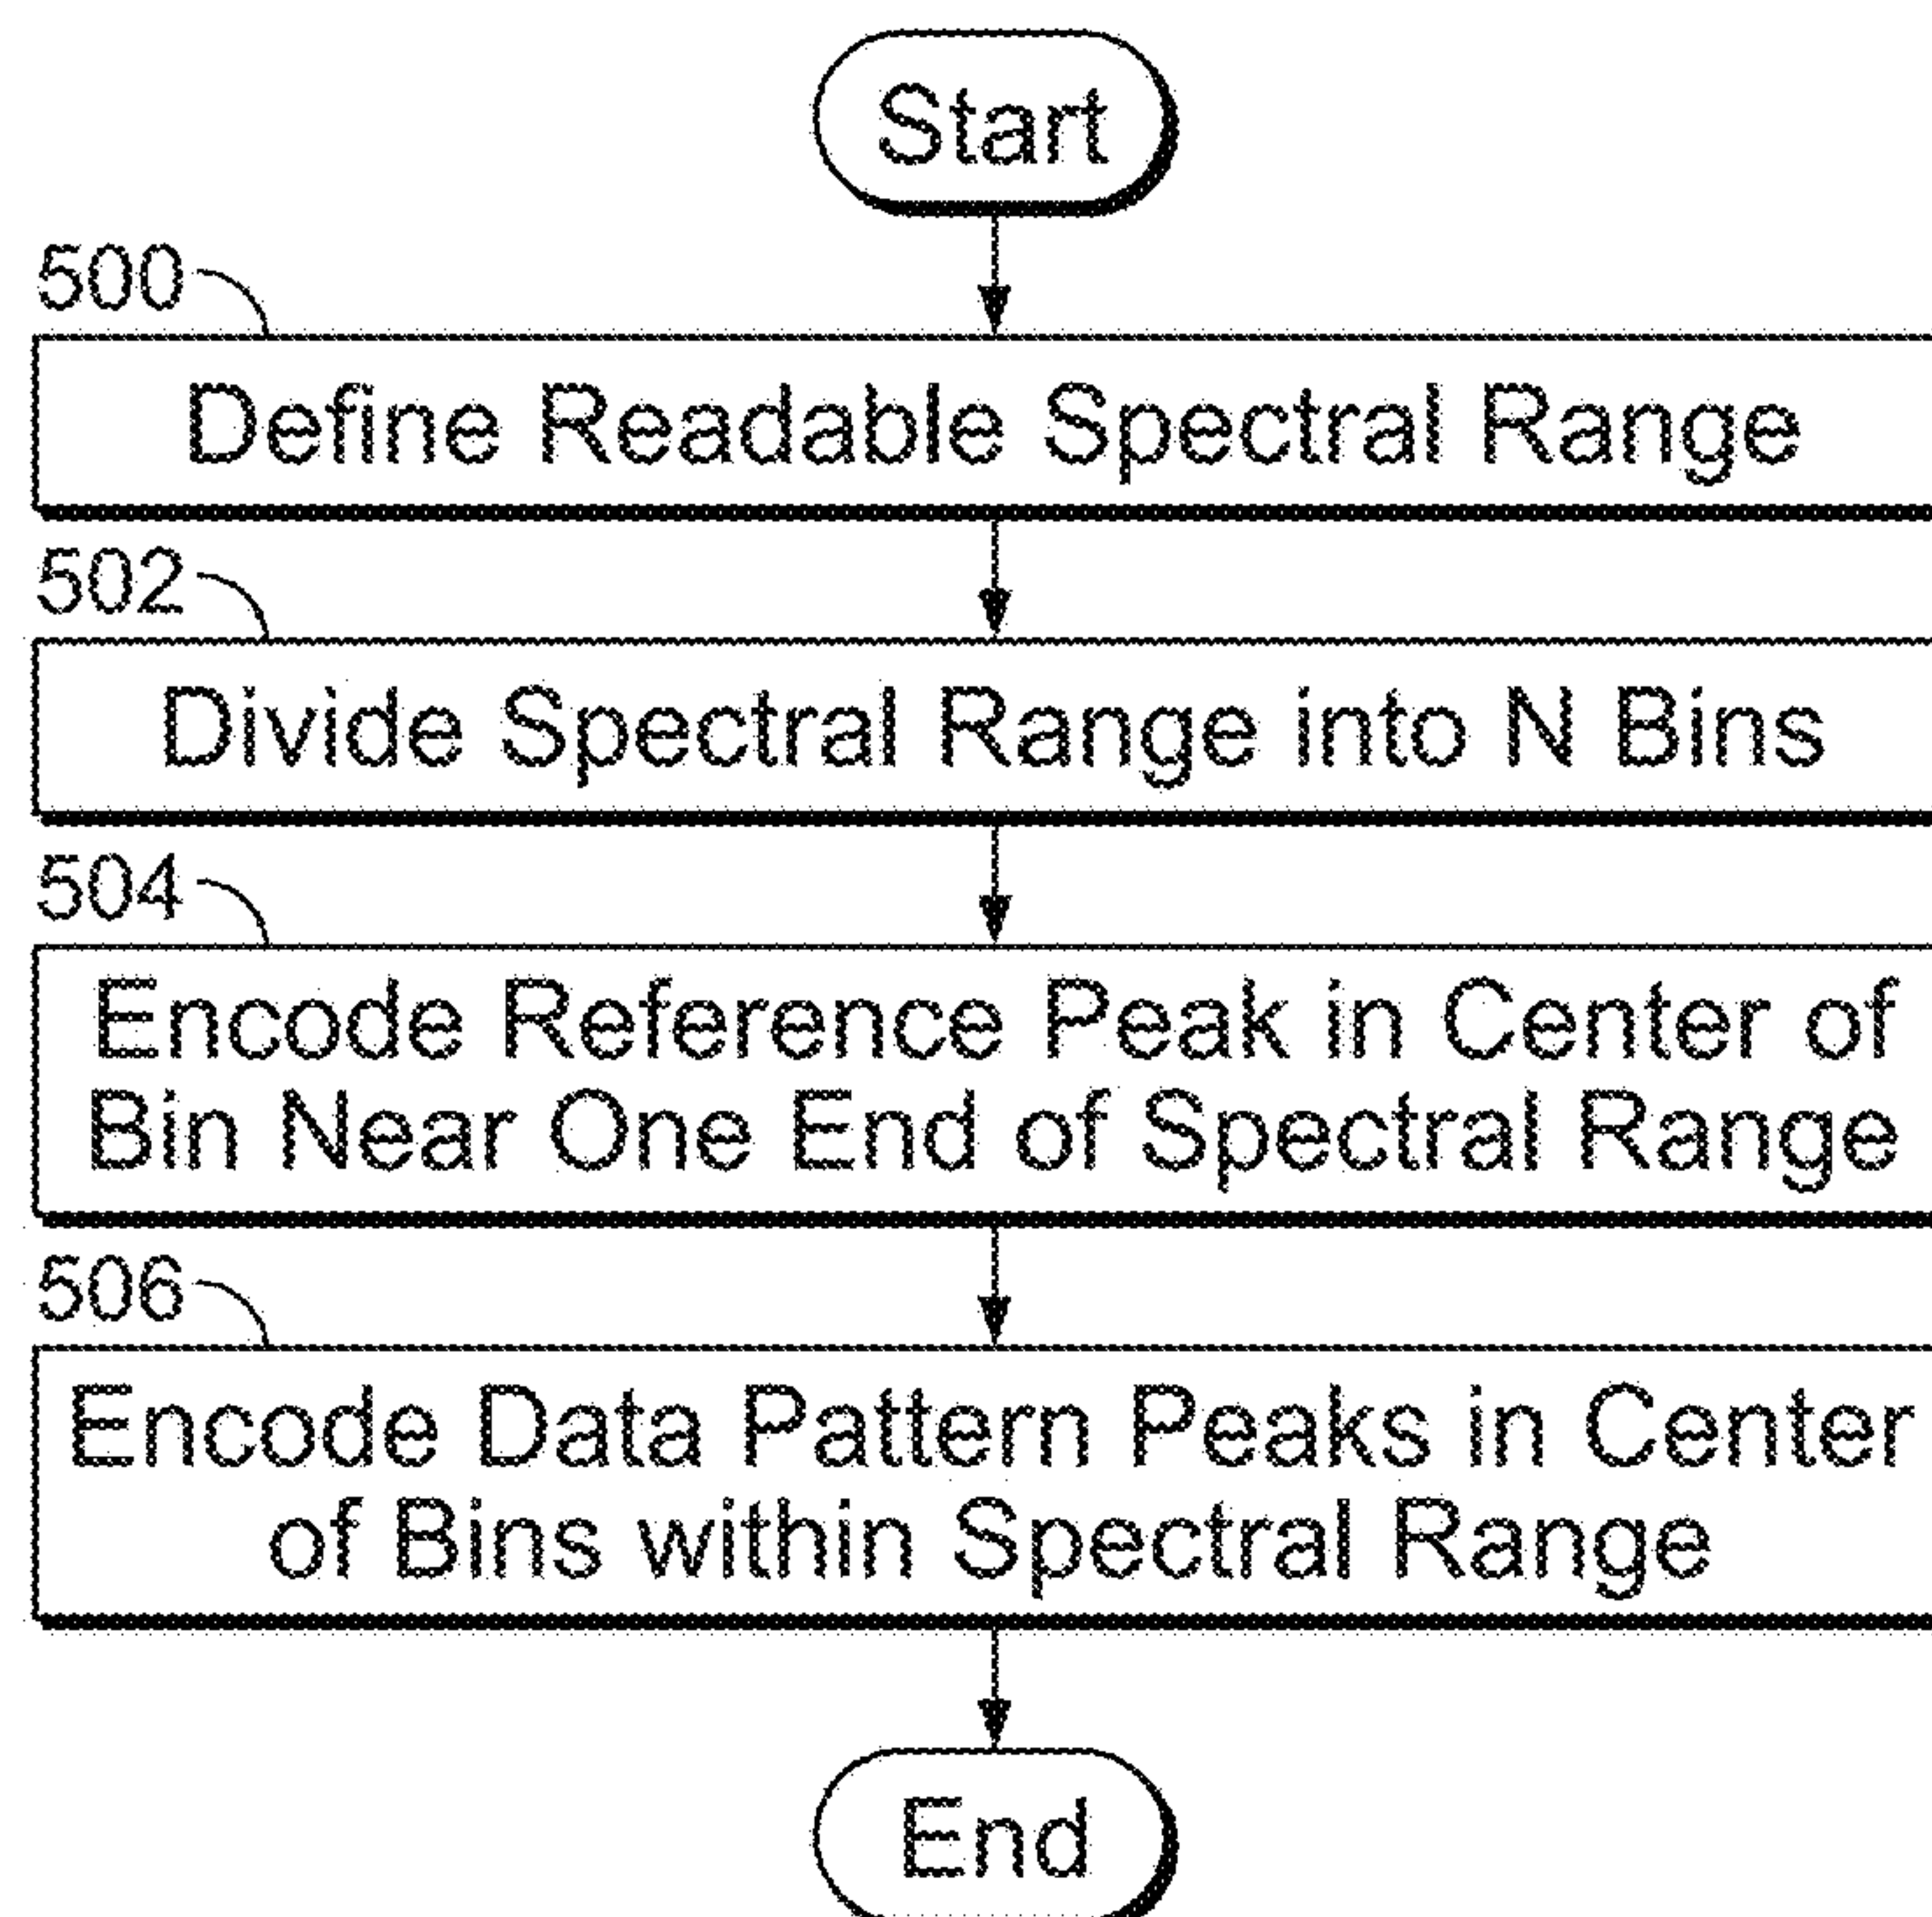 Start
500
Define Readable Spectral Range
502
Divide Spectral Range into N Bins
504
Encode Reference Peak in Center of
Bin Near One End of Spectral Range
506
Encode Data Pattern Peaks in Center
of Bins within Spectral Range
End